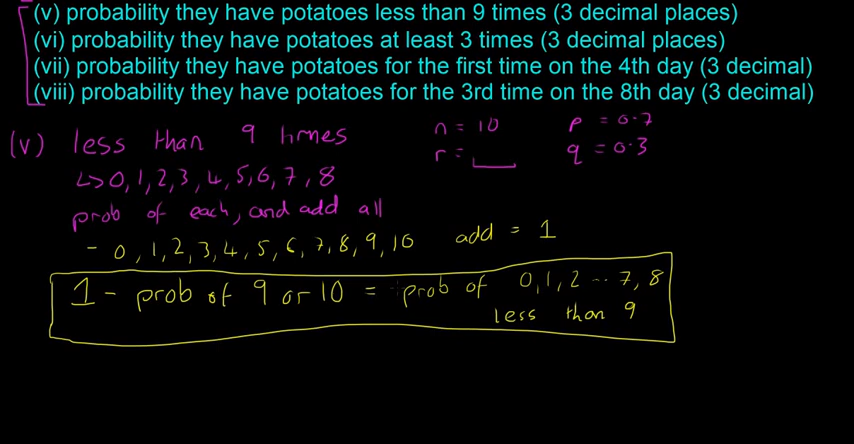 (v) probability they have potatoes less than 9 times (3 decimal places)
(vi) probability they have potatoes at least 3 times (3 decimal places)
(vii) probability they have potatoes for the first time on the 4th day (3 decimal)
(viii) probability they have potatoes for the 3rd time on the 8th day (3 decimal)
(v) less than 9 times
n = 10 p = 0.7
r = __ q = 0.3
↳ 0, 1, 2, 3, 4, 5, 6, 7, 8
prob of each, and add all
- 0, 1, 2, 3, 4, 5, 6, 7, 8, 9, 10 add = 1
1 - prob of 9 or 10 = prob of 0, 1, 2 ... 7, 8
less than 9